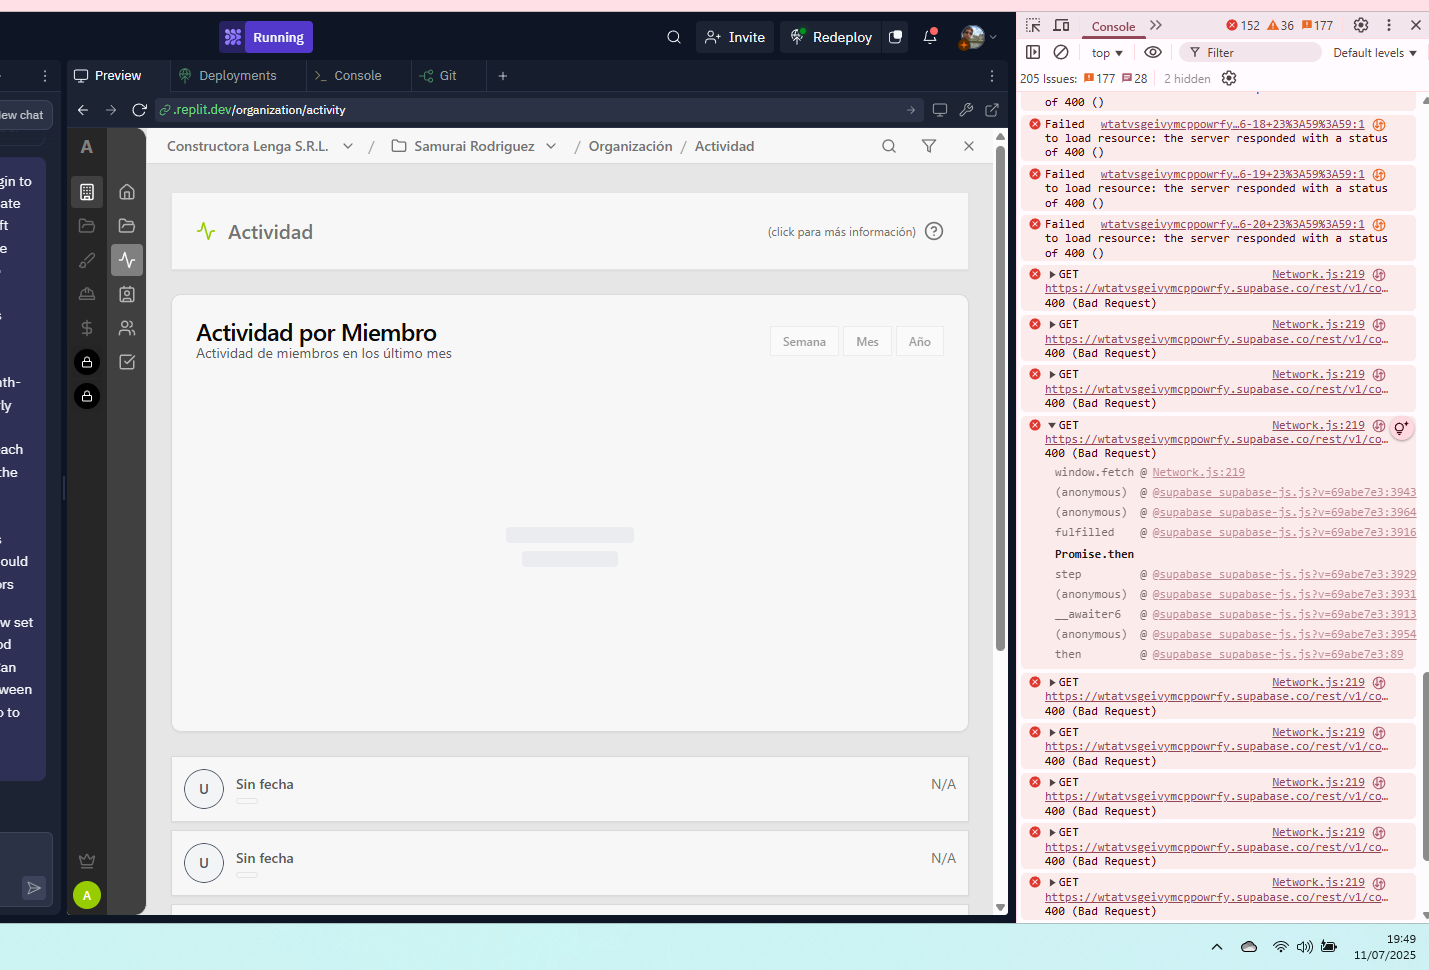 Running
Invite
Redeploy
Preview
Deployments
Console
Git
.replit.dev/organization/activity
ew chat
gin to
ate
ft
e
s
nth-
ly
each
the
s
ould
ors
w set
od
an
ween
o to
A
Constructora Lenga S.R.L. / Samurai Rodriguez / Organización / Actividad
Actividad
(click para más información)
Actividad por Miembro
Actividad de miembros en los último mes
Semana
Mes
Año
U
Sin fecha
N/A
U
Sin fecha
N/A
A
Console
152 36 177
top
Filter
Default levels
205 Issues: 177 28 2 hidden
of 400 ()
Failed wtatvsgeivymcppowrfy…6-18+23%3A59%3A59:1
to load resource: the server responded with a status
of 400 ()
Failed wtatvsgeivymcppowrfy…6-19+23%3A59%3A59:1
to load resource: the server responded with a status
of 400 ()
Failed wtatvsgeivymcppowrfy…6-20+23%3A59%3A59:1
to load resource: the server responded with a status
of 400 ()
GET Network.js:219
https://wtatvsgeivymcppowrfy.supabase.co/rest/v1/co…
400 (Bad Request)
GET Network.js:219
https://wtatvsgeivymcppowrfy.supabase.co/rest/v1/co…
400 (Bad Request)
GET Network.js:219
https://wtatvsgeivymcppowrfy.supabase.co/rest/v1/co…
400 (Bad Request)
GET Network.js:219
https://wtatvsgeivymcppowrfy.supabase.co/rest/v1/co…
400 (Bad Request)
window.fetch @ Network.js:219
(anonymous) @ @supabase_supabase-js.js?v=69abe7e3:3943
(anonymous) @ @supabase_supabase-js.js?v=69abe7e3:3964
fulfilled @ @supabase_supabase-js.js?v=69abe7e3:3916
Promise.then
step @ @supabase_supabase-js.js?v=69abe7e3:3929
(anonymous) @ @supabase_supabase-js.js?v=69abe7e3:3931
__awaiter6 @ @supabase_supabase-js.js?v=69abe7e3:3913
(anonymous) @ @supabase_supabase-js.js?v=69abe7e3:3954
then @ @supabase_supabase-js.js?v=69abe7e3:89
GET Network.js:219
https://wtatvsgeivymcppowrfy.supabase.co/rest/v1/co…
400 (Bad Request)
GET Network.js:219
https://wtatvsgeivymcppowrfy.supabase.co/rest/v1/co…
400 (Bad Request)
GET Network.js:219
https://wtatvsgeivymcppowrfy.supabase.co/rest/v1/co…
400 (Bad Request)
GET Network.js:219
https://wtatvsgeivymcppowrfy.supabase.co/rest/v1/co…
400 (Bad Request)
GET Network.js:219
https://wtatvsgeivymcppowrfy.supabase.co/rest/v1/co…
400 (Bad Request)
19:49
11/07/2025